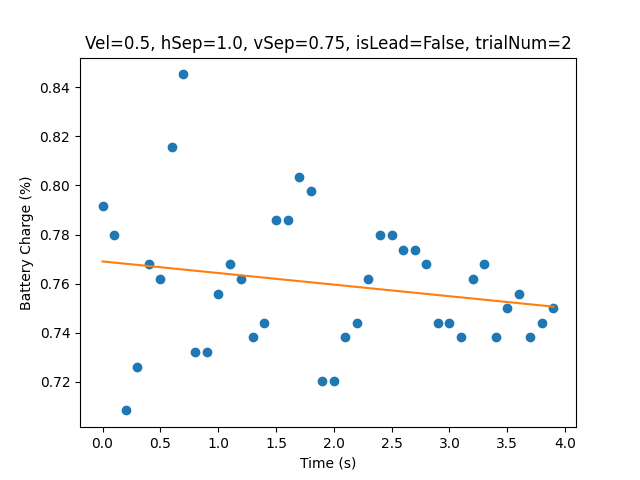 Vel=0.5, hSep=1.0, vSep=0.75, isLead=False, trialNum=2
Battery Charge (%)
0.84
0.82
0.80
0.78
0.76
0.74
0.72
0.0 0.5 1.0 1.5 2.0 2.5 3.0 3.5 4.0
Time (s)